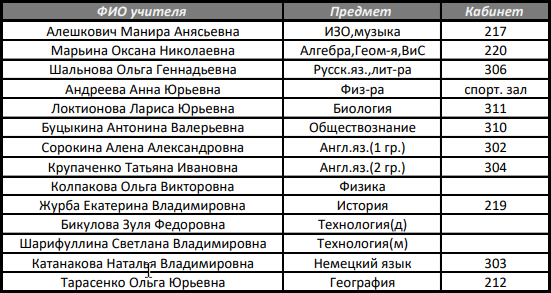 ФИО учителя Предмет Кабинет
Алешкович Манира Анясьевна ИЗО,музыка 217
Марьина Оксана Николаевна Алгебра,Геом-я,ВиС 220
Шальнова Ольга Геннадьевна Русск.яз.,лит-ра 306
Андреева Анна Юрьевна Физ-ра спорт. зал
Локтионова Лариса Юрьевна Биология 311
Буцыкина Антонина Валерьевна Обществознание 310
Сорокина Алена Александровна Англ.яз.(1 гр.) 302
Крупаченко Татьяна Ивановна Англ.яз.(2 гр.) 304
Колпакова Ольга Викторовна Физика
Журба Екатерина Владимировна История 219
Бикулова Зуля Федоровна Технология(д)
Шарифуллина Светлана Владимировна Технология(м)
Катанакова Наталья Владимировна Немецкий язык 303
Тарасенко Ольга Юрьевна География 212